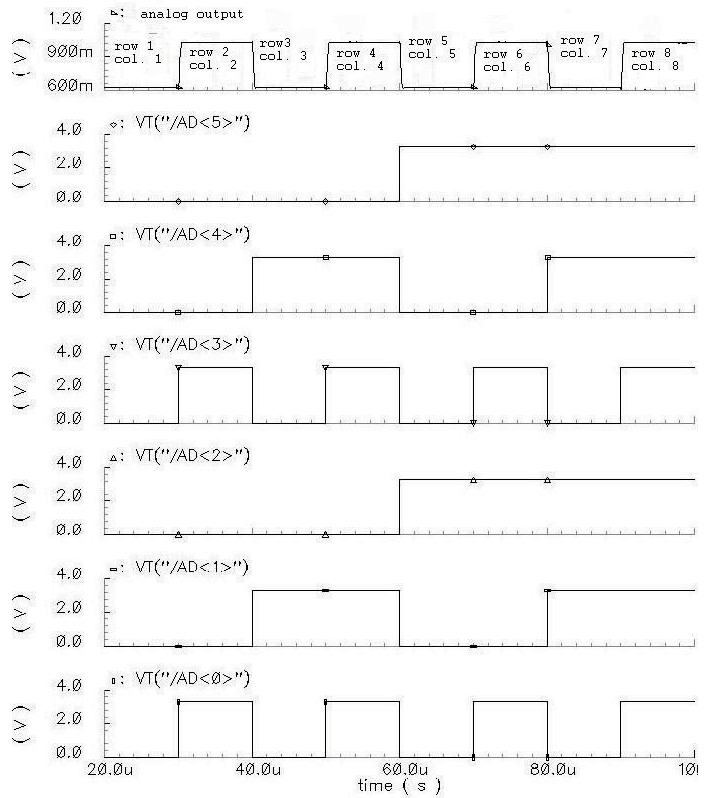 1.20
: analog output
900m
(V)
600m
row 1
col. 1
row 2
col. 2
row3
col. 3
row 4
col. 4
row 5
col. 5
row 6
col. 6
row 7
col. 7
row 8
col. 8
: VT("/AD<5>")
4.0
2.0
0.0
(V)
: VT("/AD<4>")
4.0
2.0
0.0
(V)
: VT("/AD<3>")
4.0
2.0
0.0
(V)
: VT("/AD<2>")
4.0
2.0
0.0
(V)
: VT("/AD<1>")
4.0
2.0
0.0
(V)
: VT("/AD<0>")
4.0
2.0
0.0
(V)
20.0u 40.0u 60.0u 80.0u 10
time ( s )